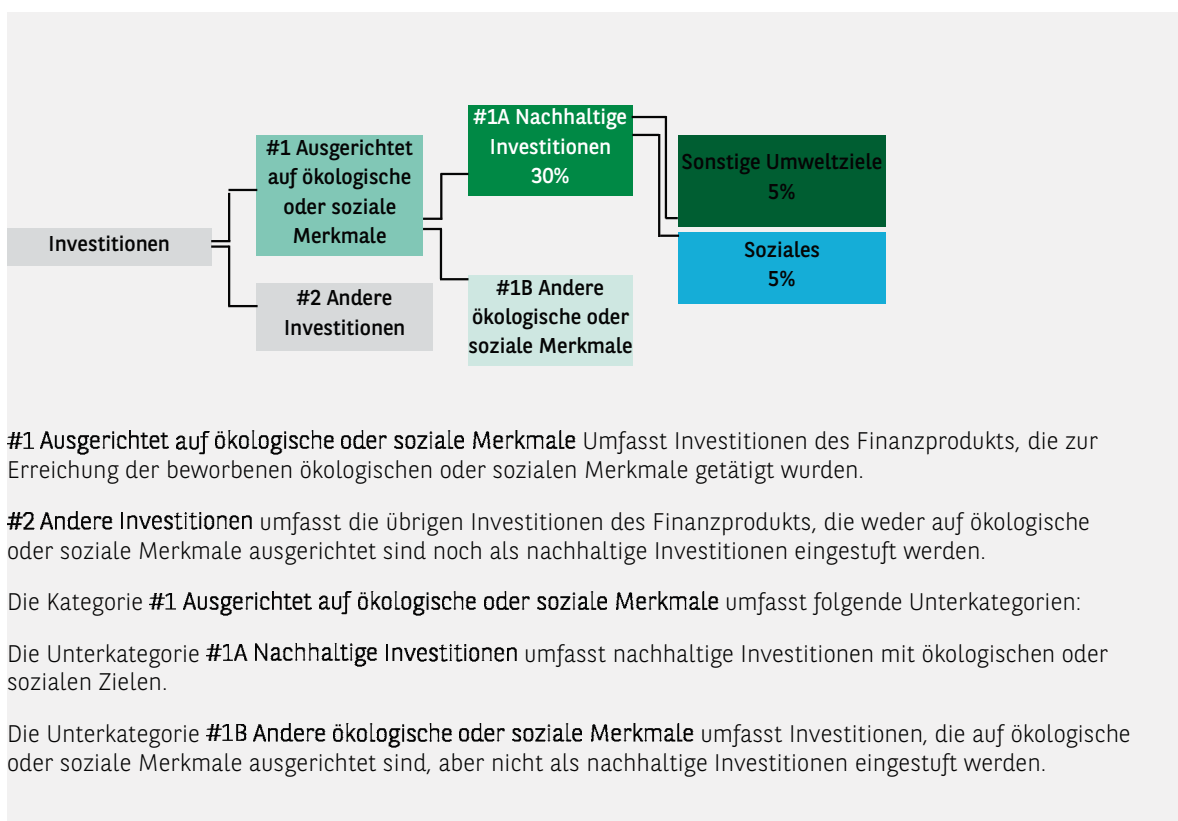 #1A Nachhaltige
Investitionen
30%
#1 Ausgerichtet
auf ökologische
oder soziale
Merkmale
Sonstige Umweltziele
5%
Investitionen
Soziales
5%
#2 Andere
Investitionen
#1B Andere
ökologische oder
soziale Merkmale
#1 Ausgerichtet auf ökologische oder soziale Merkmale Umfasst Investitionen des Finanzprodukts, die zur
Erreichung der beworbenen ökologischen oder sozialen Merkmale getätigt wurden.
#2 Andere Investitionen umfasst die übrigen Investitionen des Finanzprodukts, die weder auf ökologische
oder soziale Merkmale ausgerichtet sind noch als nachhaltige Investitionen eingestuft werden.
Die Kategorie #1 Ausgerichtet auf ökologische oder soziale Merkmale umfasst folgende Unterkategorien:
Die Unterkategorie #1A Nachhaltige Investitionen umfasst nachhaltige Investitionen mit ökologischen oder
sozialen Zielen.
Die Unterkategorie #1B Andere ökologische oder soziale Merkmale umfasst Investitionen, die auf ökologische
oder soziale Merkmale ausgerichtet sind, aber nicht als nachhaltige Investitionen eingestuft werden.